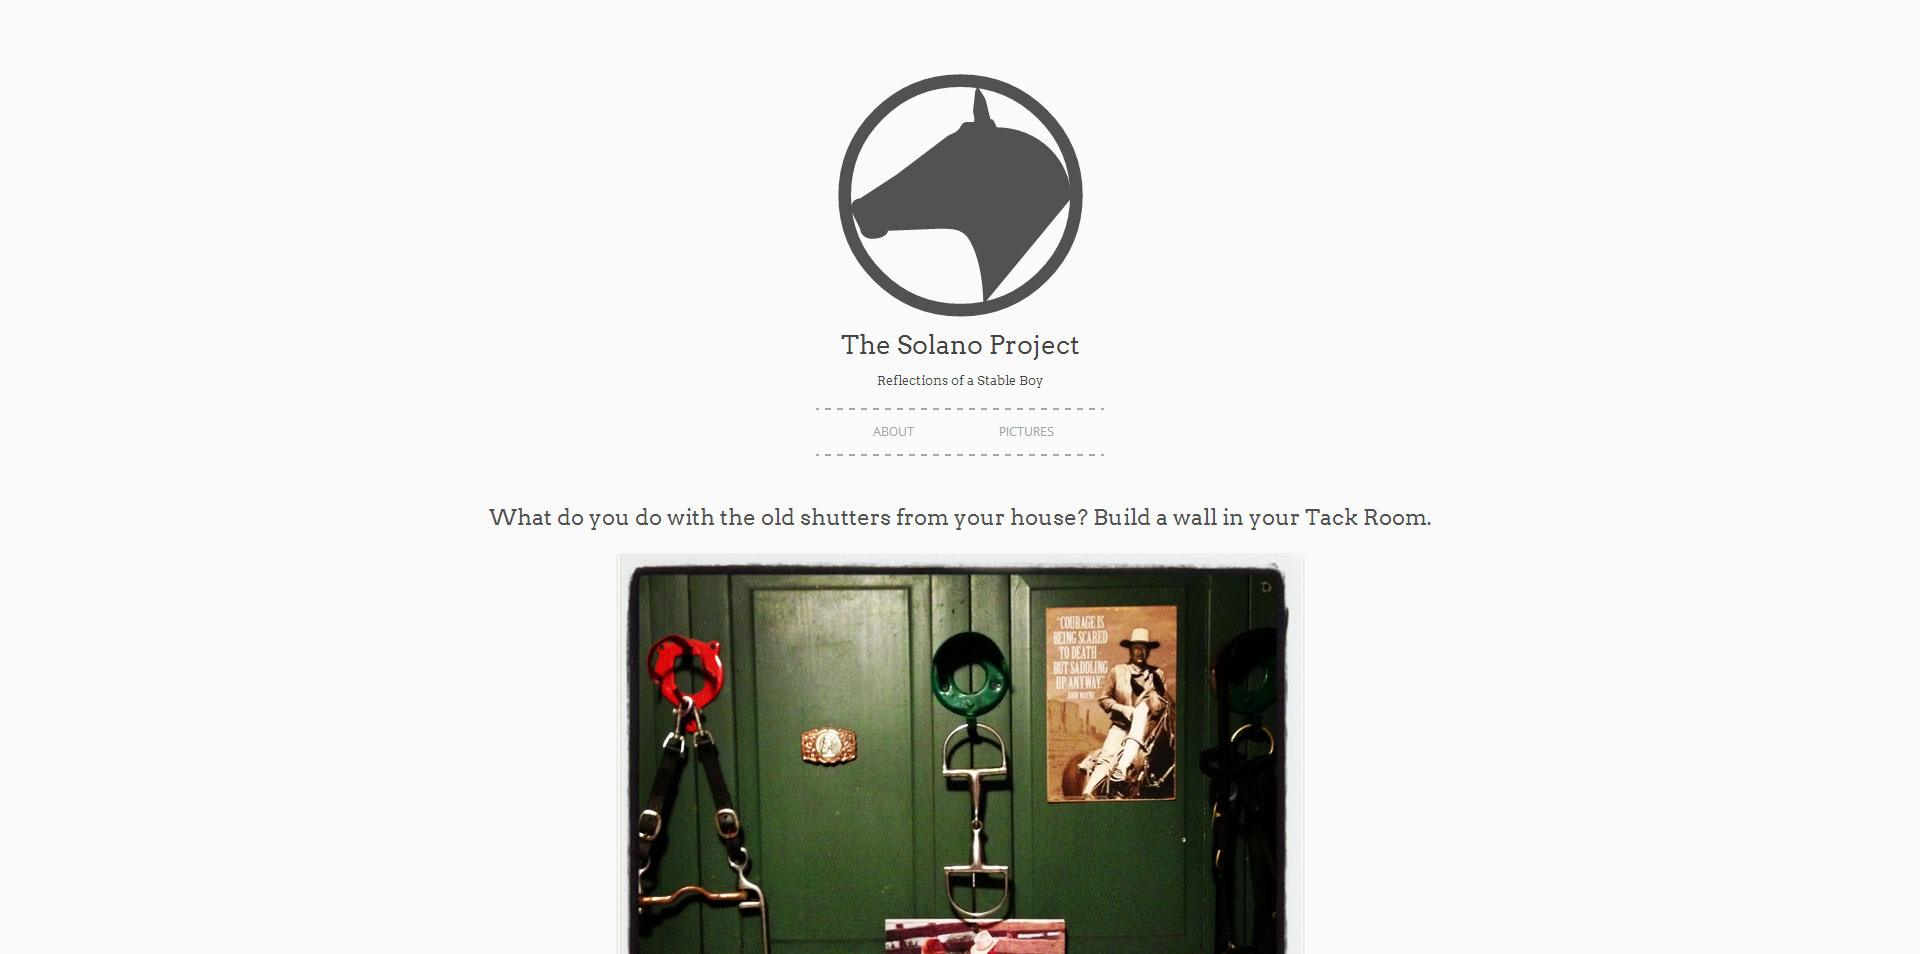 The Solano Project
Reflections of a Stable Boy
ABOUT PICTURES
What do you do with the old shutters from your house? Build a wall in your Tack Room.
"COURAGE IS
BEING SCARED
TO DEATH -
BUT SADDLING
UP ANYWAY."
JOHN WAYNE